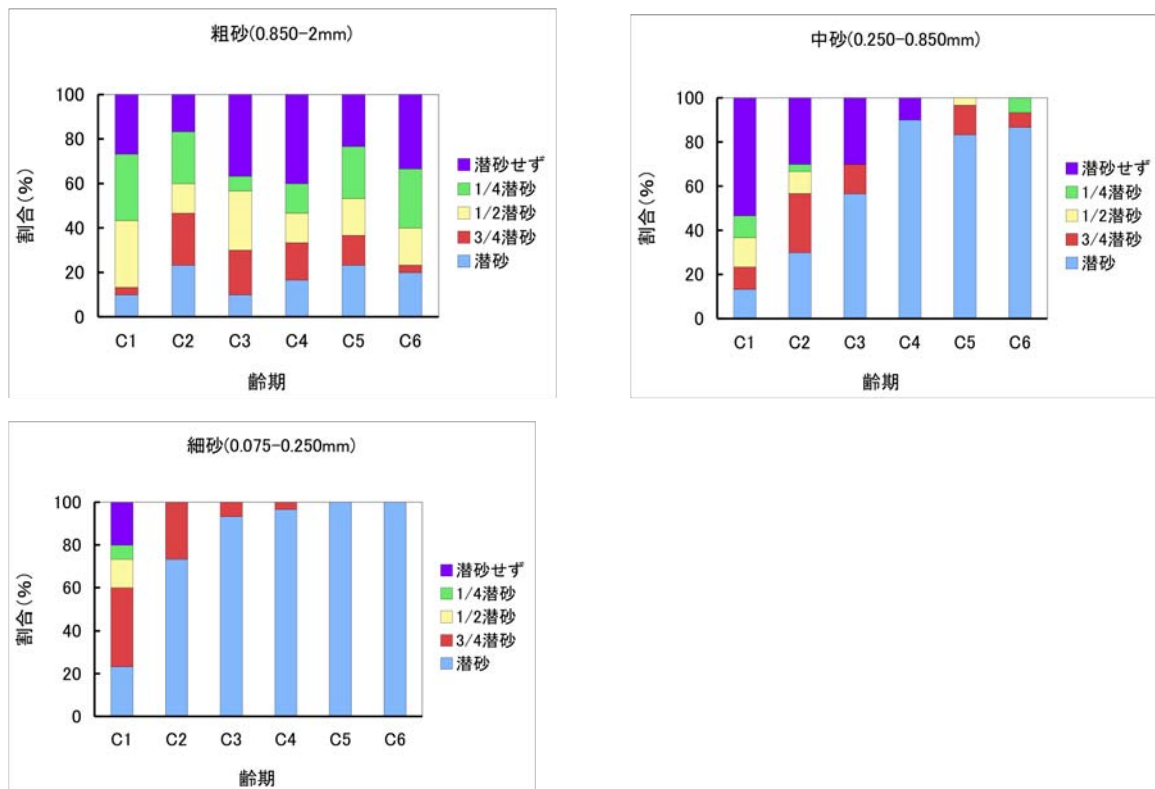 粗砂(0.850-2mm)
100
80
60
40
20
0
割合(%)
C1 C2 C3 C4 C5 C6
齢期
潜砂せず
1/4潜砂
1/2潜砂
3/4潜砂
潜砂
中砂(0.250-0.850mm)
100
80
60
40
20
0
割合(%)
C1 C2 C3 C4 C5 C6
齢期
潜砂せず
1/4潜砂
1/2潜砂
3/4潜砂
潜砂
細砂(0.075-0.250mm)
100
80
60
40
20
0
割合(%)
C1 C2 C3 C4 C5 C6
齢期
潜砂せず
1/4潜砂
1/2潜砂
3/4潜砂
潜砂